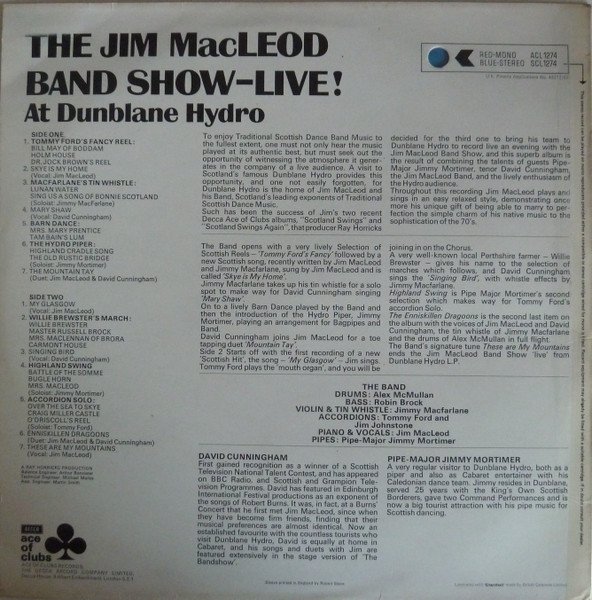 THE JIM MacLEOD
BAND SHOW-LIVE!
At Dunblane Hydro
RED-MONO ACL1274
BLUE-STEREO SCL1274
SIDE ONE
1. TOMMY FORD'S FANCY REEL:
BILL MAY OF BODDAM
HOLM HOUSE
DR. JOCK BROWN'S REEL
2. SKYE IS MY HOME
(Vocal: Jim MacLeod)
3. MACFARLANE'S TIN WHISTLE:
LUNAN WATER
SING US A SONG OF BONNIE SCOTLAND
(Soloist: Jimmy MacFarlane)
4. MARY SHAW
(Vocal: David Cunningham)
5. BARN DANCE:
MRS. MARY PRENTICE
TAM BAIN'S LUM
6. THE HYDRO PIPER:
HIGHLAND CRADLE SONG
THE OLD RUSTIC BRIDGE
(Soloist: Jimmy Mortimer)
7. THE MOUNTAIN TAY
(Duet: Jim MacLeod & David Cunningham)
SIDE TWO
1. MY GLASGOW
(Vocal: Jim MacLeod)
2. WILLIE BREWSTER'S MARCH:
WILLIE BREWSTER
MASTER RUSSELL BROCK
MRS. MACLENNAN OF BRORA
CARMONT HOUSE
3. SINGING BIRD
(Vocal: David Cunningham)
4. HIGHLAND SWING
BATTLE OF THE SOMME
BUGLE HORN
MRS. MACLEOD
(Soloist: Jimmy Mortimer)
5. ACCORDION SOLO:
OVER THE SEA TO SKYE
CRAIG MILLER CASTLE
O'DRISCOLL'S REEL
(Soloist: Tommy Ford)
6. ENNISKILLEN DRAGOONS
(Duet: Jim MacLeod & David Cunningham)
7. THESE ARE MY MOUNTAINS
(Vocal: Jim MacLeod)
A RAY HORRICKS PRODUCTION
To enjoy Traditional Scottish Dance Band Music to
the fullest extent, one must not only hear the music
played at its authentic best, but must seek out the
opportunity of witnessing the atmosphere it gener-
ates in the company of a live audience. A visit to
Scotland's famous Dunblane Hydro provides this
opportunity, and one not easily forgotten, for
Dunblane Hydro is the home of Jim MacLeod and
his Band, Scotland's leading exponents of Traditional
Scottish Dance Music.
Such has been the success of Jim's two recent
Decca Ace of Clubs albums, "Scotland Swings" and
"Scotland Swings Again", that producer Ray Horricks
decided for the third one to bring his team to
Dunblane Hydro to record live an evening with the
Jim MacLeod Band Show, and this superb album is
the result of combining the talents of guests Pipe-
Major Jimmy Mortimer, tenor David Cunningham,
the Jim MacLeod Band, and the lively enthusiasm of
the Hydro audience.
Throughout this recording Jim MacLeod plays and
sings in an easy relaxed style, demonstrating once
more his unique gift of being able to marry to per-
fection the simple charm of his native music to the
sophistication of the 70's.
The Band opens with a very lively Selection of
Scottish Reels – 'Tommy Ford's Fancy' followed by a
new Scottish song, recently written by Jim MacLeod
and Jimmy Macfarlane, sung by Jim MacLeod and is
called 'Skye is My Home'.
Jimmy Macfarlane takes up his tin whistle for a solo
spot to make way for David Cunningham singing
'Mary Shaw'.
On to a lively Barn Dance played by the Band and
then the introduction of the Hydro Piper, Jimmy
Mortimer, playing an arrangement for Bagpipes and
Band.
David Cunningham joins Jim MacLeod for a toe
tapping duet 'Mountain Tay'.
Side 2 Starts off with the first recording of a new
'Scottish Hit', the song – 'My Glasgow' – Jim sings.
Tommy Ford plays the 'mouth organ', and you will be
joining in on the Chorus.
A very well-known local Perthshire farmer – Willie
Brewster – gives his name to the selection of
marches which follows, and David Cunningham
sings the 'Singing Bird', with whistle effects by
Jimmy Macfarlane.
Highland Swing is Pipe Major Mortimer's second
selection which makes way for Tommy Ford's
accordion Solo.
The Enniskillen Dragoons is the second last item on
the album with the voices of Jim MacLeod and David
Cunningham, the tin whistle of Jimmy Macfarlane
and the drums of Alex McMullan in full flight.
The Band's signature tune There are My Mountains
ends the Jim MacLeod Band Show 'live' from
Dunblane Hydro L.P.
THE BAND
DRUMS: Alex McMullan
BASS: Robin Brock
VIOLIN & TIN WHISTLE: Jimmy Macfarlane
ACCORDIONS: Tommy Ford and
Jim Johnstone
PIANO & VOCALS: Jim MacLeod
PIPES: Pipe-Major Jimmy Mortimer
DAVID CUNNINGHAM
First gained recognition as a winner of a Scottish
Television National Talent Contest, and has appeared
on BBC Radio, and Scottish and Grampion Tele-
vision Programmes. David has featured in Edinburgh
International Festival productions as an exponent of
the songs of Robert Burns. It was, in fact, at a Burns'
Concert that he first met Jim MacLeod, since when
they have become firm friends, finding that their
musical preferences are almost identical. Now an
established favourite with the countless tourists who
visit Dunblane Hydro, David is equally at home in
Cabaret, and his songs and duets with Jim are
featured extensively in the stage version of 'The
Bandshow'.
PIPE-MAJOR JIMMY MORTIMER
A very regular visitor to Dunblane Hydro, both as a
piper and also as Cabaret entertainer with his
Caledonian dance team. Jimmy resides in Dunblane,
served 25 years with the King's Own Scottish
Borderers, gave two Command Performances and is
now a big tourist attraction with his pipe music for
Scottish dancing.
DECCA
ace of
clubs
ACE OF CLUBS RECORDS
THE DECCA RECORD COMPANY LIMITED